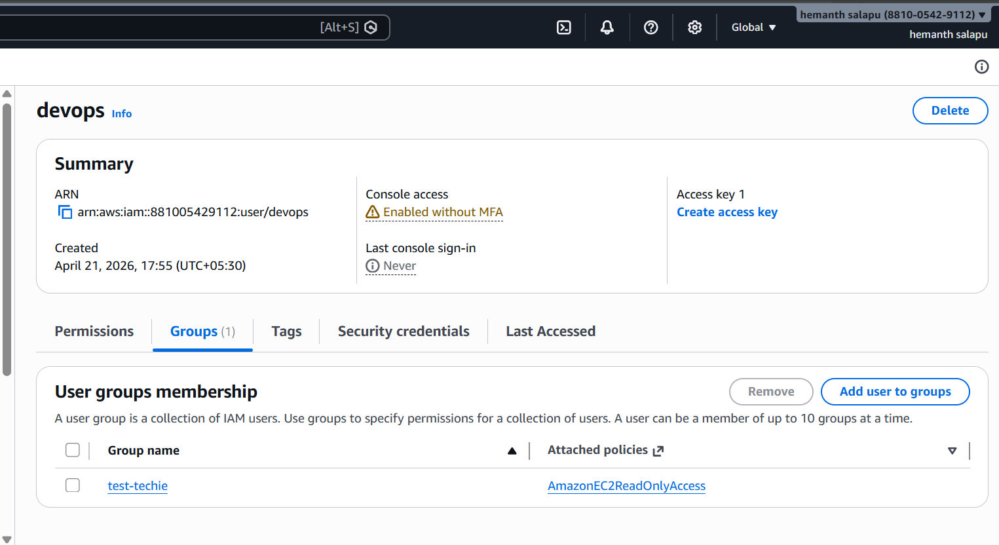 [Alt+S]
Global
hemanth salapu (8810-0542-9112)
hemanth salapu
devops Info
Delete
Summary
ARN
arn:aws:iam::881005429112:user/devops
Created
April 21, 2026, 17:55 (UTC+05:30)
Console access
Enabled without MFA
Last console sign-in
Never
Access key 1
Create access key
Permissions
Groups (1)
Tags
Security credentials
Last Accessed
User groups membership
Remove
Add user to groups
A user group is a collection of IAM users. Use groups to specify permissions for a collection of users. A user can be a member of up to 10 groups at a time.
Group name
Attached policies
test-techie
AmazonEC2ReadOnlyAccess